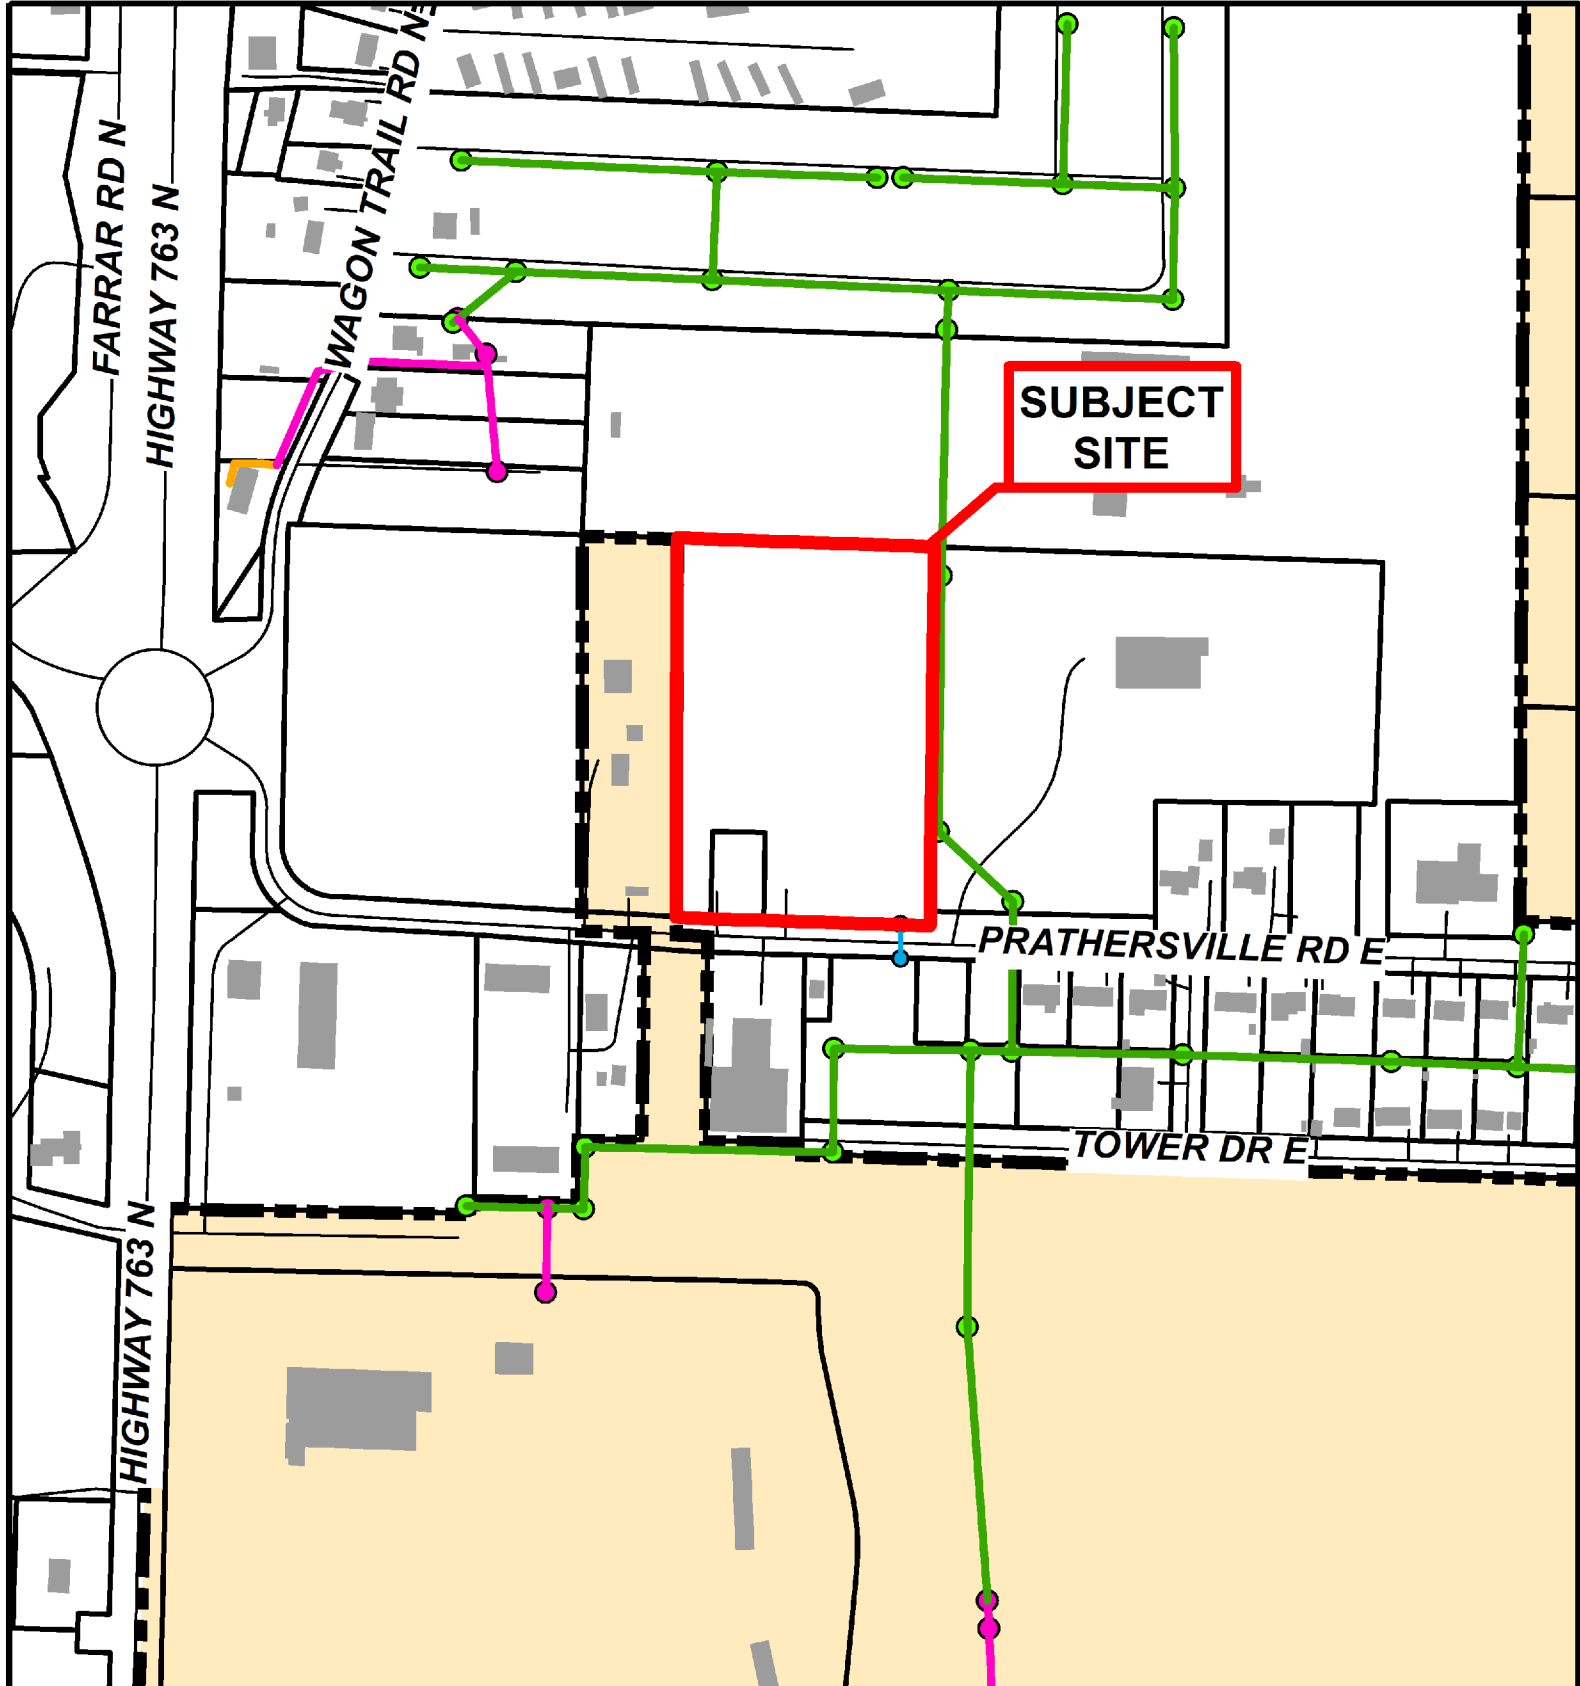 WAGON TRAIL RD N
FARRAR RD N
HIGHWAY 763 N
SUBJECT
SITE
PRATHERSVILLE RD E
TOWER DR E
HIGHWAY 763 N